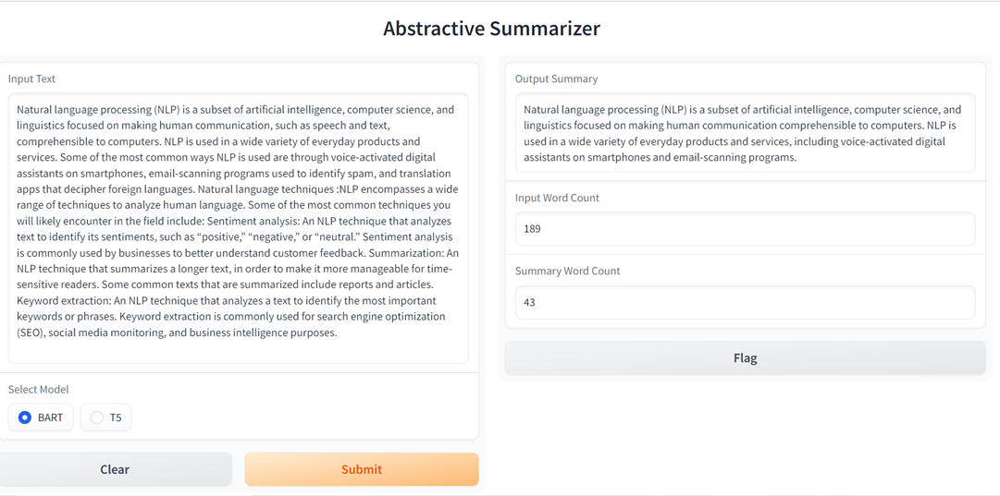 Abstractive Summarizer
Input Text
Natural language processing (NLP) is a subset of artificial intelligence, computer science, and
linguistics focused on making human communication, such as speech and text,
comprehensible to computers. NLP is used in a wide variety of everyday products and
services. Some of the most common ways NLP is used are through voice-activated digital
assistants on smartphones, email-scanning programs used to identify spam, and translation
apps that decipher foreign languages. Natural language techniques :NLP encompasses a wide
range of techniques to analyze human language. Some of the most common techniques you
will likely encounter in the field include: Sentiment analysis: An NLP technique that analyzes
text to identify its sentiments, such as “positive,” “negative,” or “neutral.” Sentiment analysis
is commonly used by businesses to better understand customer feedback. Summarization: An
NLP technique that summarizes a longer text, in order to make it more manageable for time-
sensitive readers. Some common texts that are summarized include reports and articles.
Keyword extraction: An NLP technique that analyzes a text to identify the most important
keywords or phrases. Keyword extraction is commonly used for search engine optimization
(SEO), social media monitoring, and business intelligence purposes.
Select Model
BART
T5
Clear
Submit
Output Summary
Natural language processing (NLP) is a subset of artificial intelligence, computer science, and
linguistics focused on making human communication comprehensible to computers. NLP is
used in a wide variety of everyday products and services, including voice-activated digital
assistants on smartphones and email-scanning programs.
Input Word Count
189
Summary Word Count
43
Flag